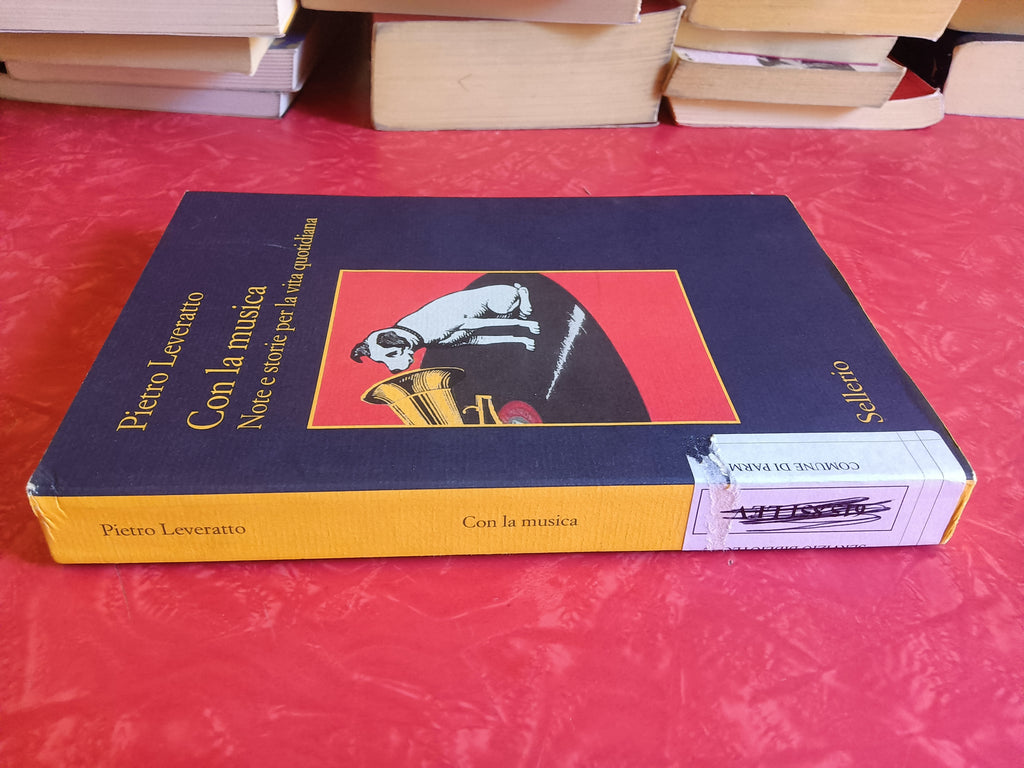 Pietro Leveratto
Con la musica
Note e storie per la vita quotidiana
Sellerio
Pietro Leveratto
Con la musica
COMUNE DI PARM